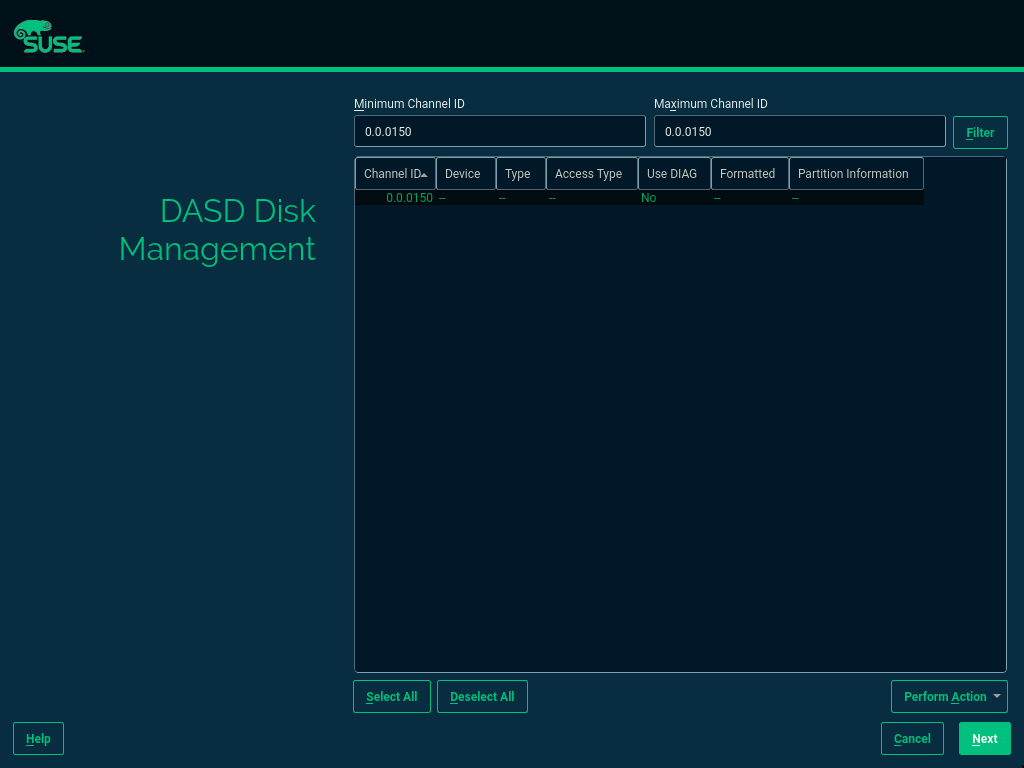 SUSE
Minimum Channel ID Maximum Channel ID
0.0.0150 0.0.0150 Filter
Channel ID Device Type Access Type Use DIAG Formatted Partition Information
0.0.0150 -- -- -- No -- --
DASD Disk
Management
Select All Deselect All Perform Action
Help Cancel Next